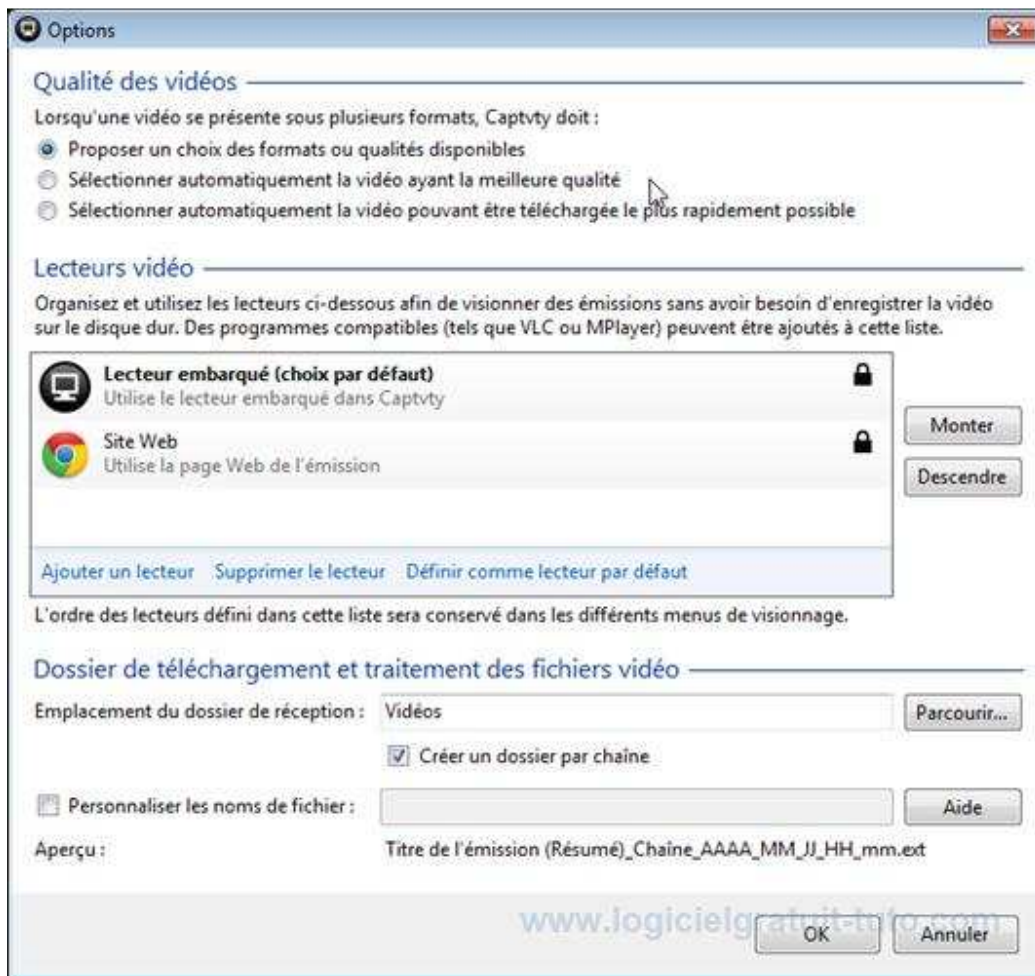 Options
Qualité des vidéos
Lorsqu'une vidéo se présente sous plusieurs formats, Captvty doit :
Proposer un choix des formats ou qualités disponibles
Sélectionner automatiquement la vidéo ayant la meilleure qualité
Sélectionner automatiquement la vidéo pouvant être téléchargée le plus rapidement possible
Lecteurs vidéo
Organisez et utilisez les lecteurs ci-dessous afin de visionner des émissions sans avoir besoin d'enregistrer la vidéo
sur le disque dur. Des programmes compatibles (tels que VLC ou MPlayer) peuvent être ajoutés à cette liste.
Lecteur embarqué (choix par défaut)
Utilise le lecteur embarqué dans Captvty
Site Web
Utilise la page Web de l'émission
Monter
Descendre
Ajouter un lecteur Supprimer le lecteur Définir comme lecteur par défaut
L'ordre des lecteurs défini dans cette liste sera conservé dans les différents menus de visionnage.
Dossier de téléchargement et traitement des fichiers vidéo
Emplacement du dossier de réception : Vidéos Parcourir...
Créer un dossier par chaîne
Personnaliser les noms de fichier : Aide
Aperçu : Titre de l'émission (Résumé)_Chaîne_AAAA_MM_JJ_HH_mm.ext
www.logicielgratuit-tuto.com
OK Annuler